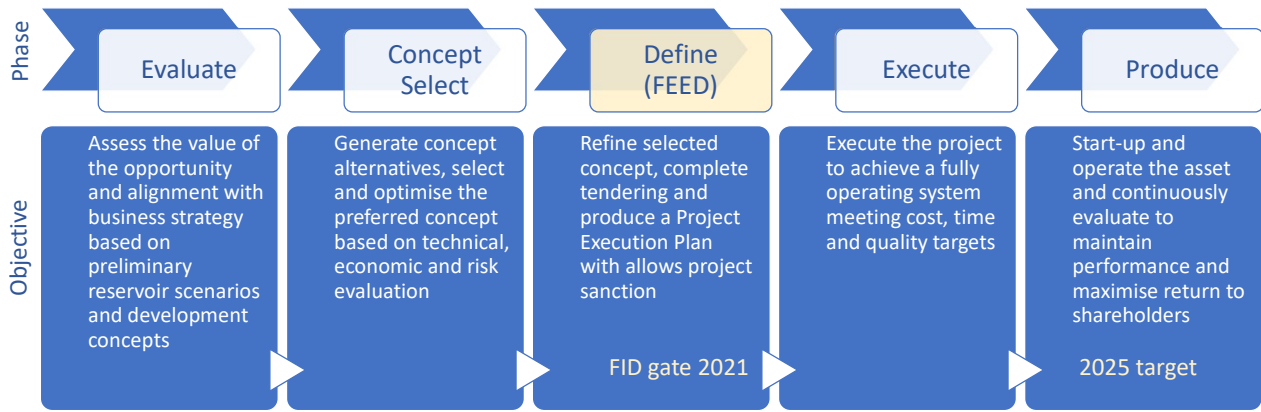 Phase
Evaluate
Concept
Select
Define
(FEED)
Execute
Produce
Objective
Assess the value of
the opportunity
and alignment with
business strategy
based on
preliminary
reservoir scenarios
and development
concepts
Generate concept
alternatives, select
and optimise the
preferred concept
based on technical,
economic and risk
evaluation
Refine selected
concept, complete
tendering and
produce a Project
Execution Plan
with allows project
sanction
FID gate 2021
Execute the project
to achieve a fully
operating system
meeting cost, time
and quality targets
Start-up and
operate the asset
and continuously
evaluate to
maintain
performance and
maximise return to
shareholders
2025 target